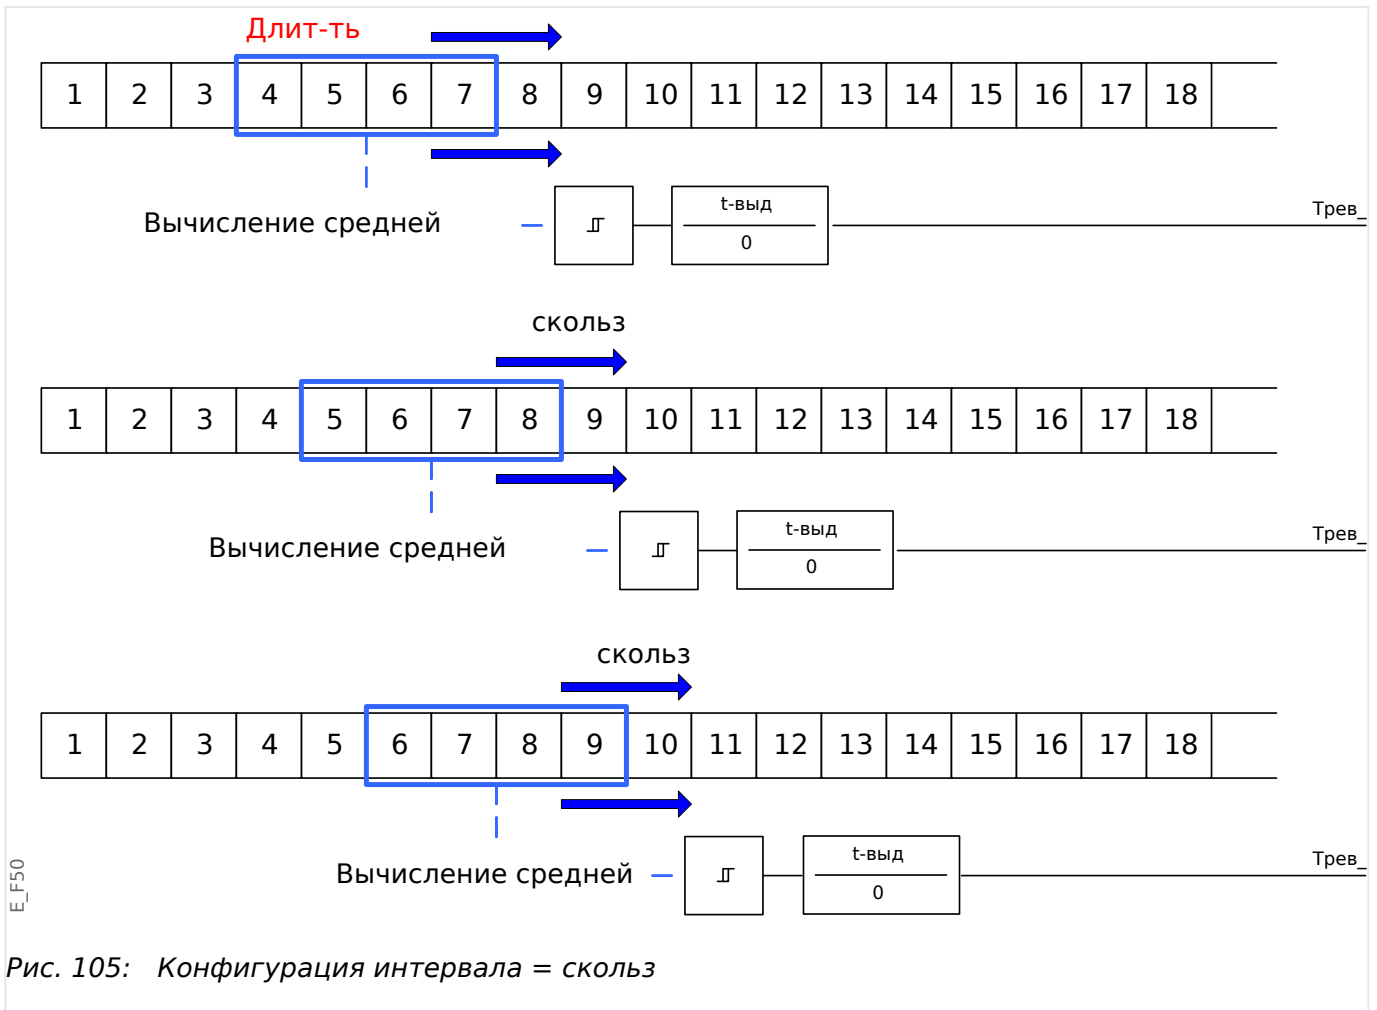 Длит-ть
1 2 3 4 5 6 7 8 9 10 11 12 13 14 15 16 17 18
Вычисление средней
t-выд
0
Трев_
скольз
1 2 3 4 5 6 7 8 9 10 11 12 13 14 15 16 17 18
Вычисление средней
t-выд
0
Трев_
скольз
1 2 3 4 5 6 7 8 9 10 11 12 13 14 15 16 17 18
Вычисление средней
t-выд
0
Трев_
E_F50
Рис. 105: Конфигурация интервала = скольз